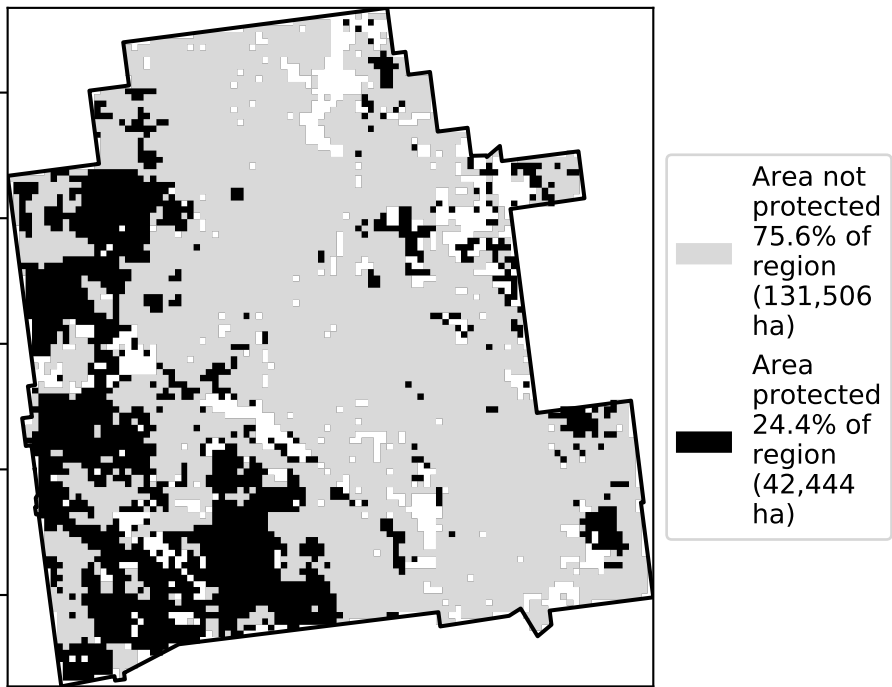 Area not
protected
75.6% of
region
(131,506
ha)
Area
protected
24.4% of
region
(42,444
ha)